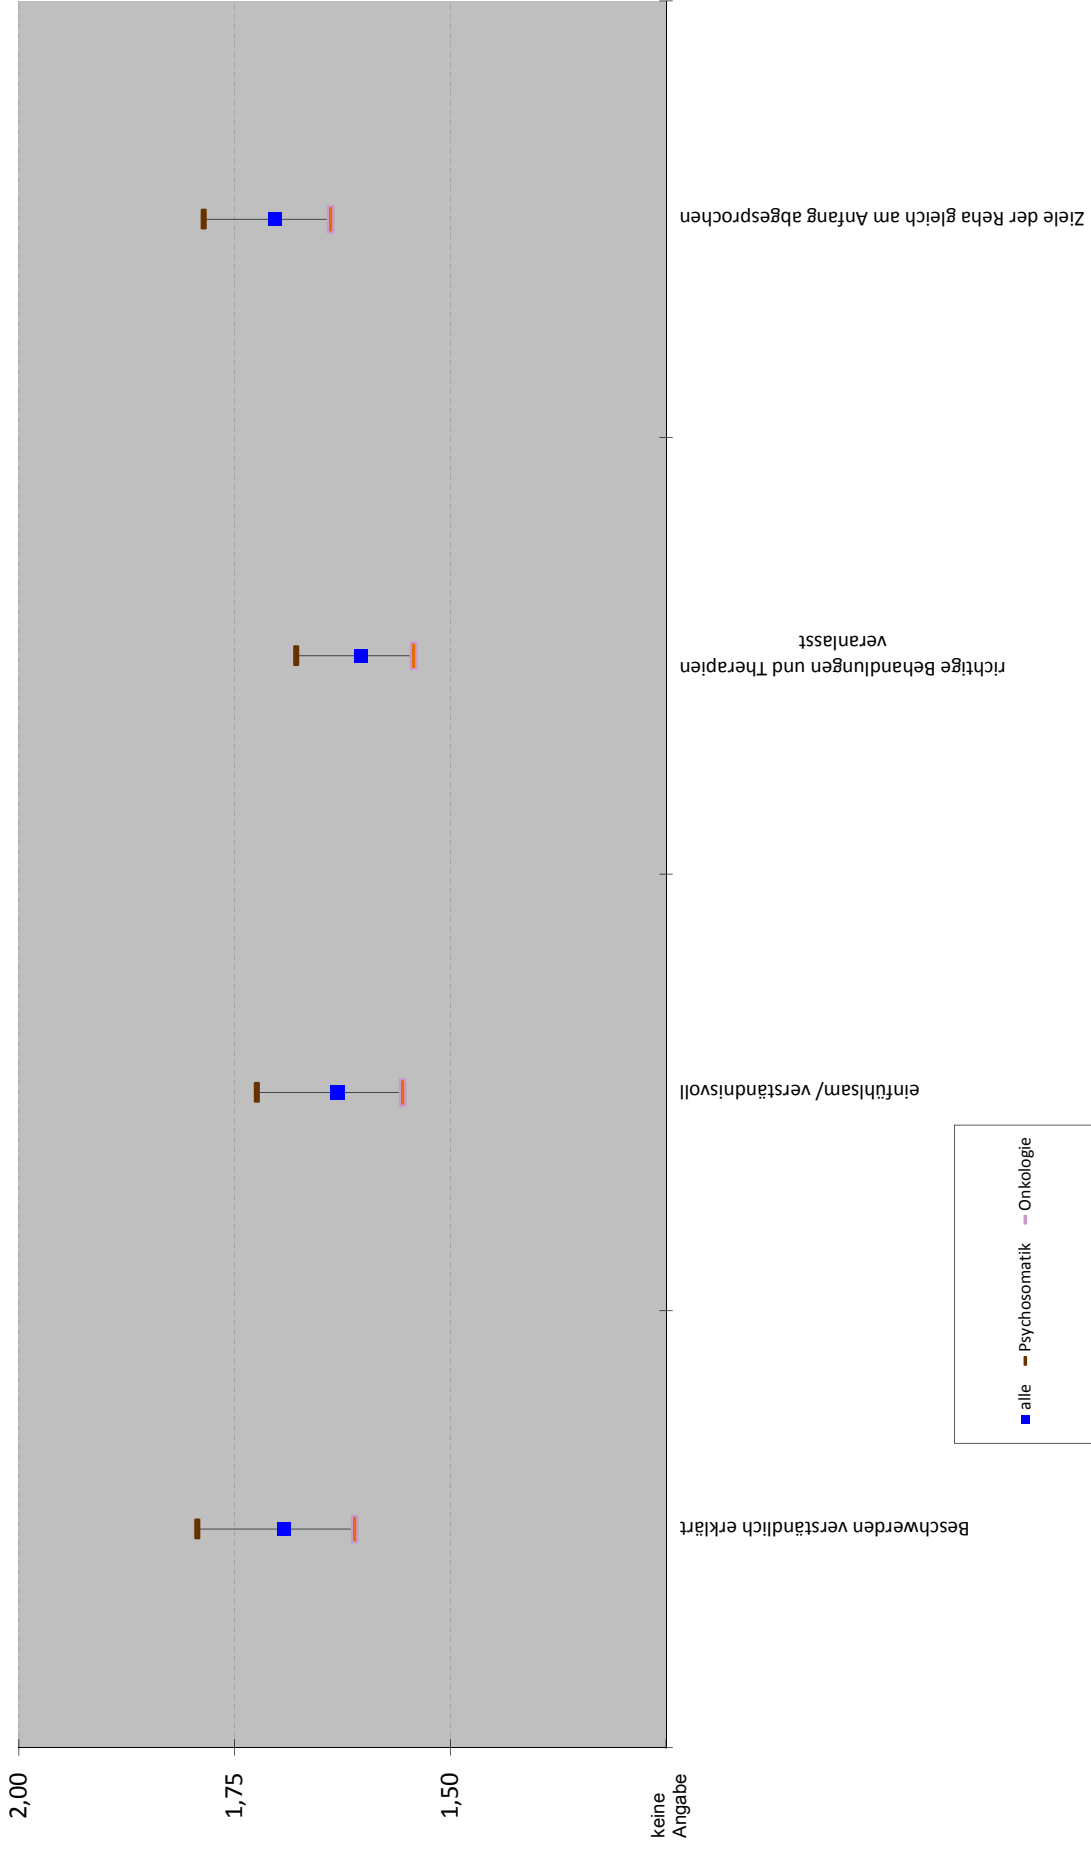 2,00
1,75
1,50
keine
Angabe
Beschwerden verständlich erklärt
einfühlsam/ verständnisvoll
richtige Behandlungen und Therapien
veranlasst
Ziele der Reha gleich am Anfang abgesprochen
alle Psychosomatik Onkologie